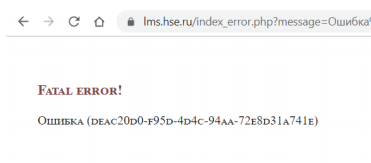 lms.hse.ru/index_error.php?message=Ошибка
Fatal error!
Ошибка (deac20d0-f95d-4d4c-94aa-72e8d31a741e)